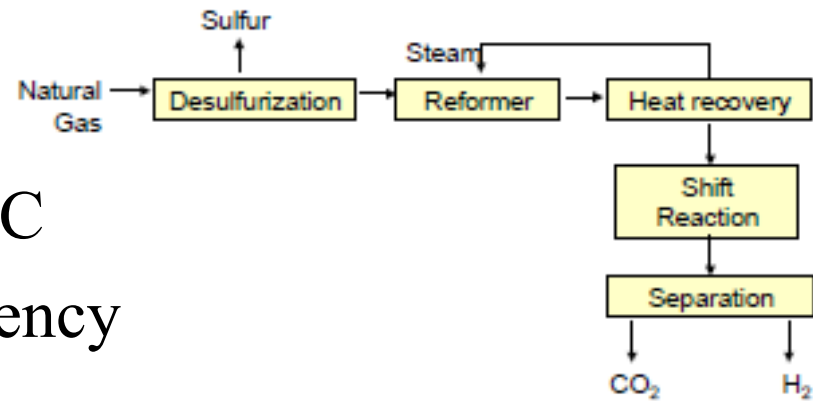 Sulfur
Steam
Natural
Gas
Desulfurization
Reformer
Heat recovery
C
Shift
Reaction
ency
Separation
CO₂
H₂